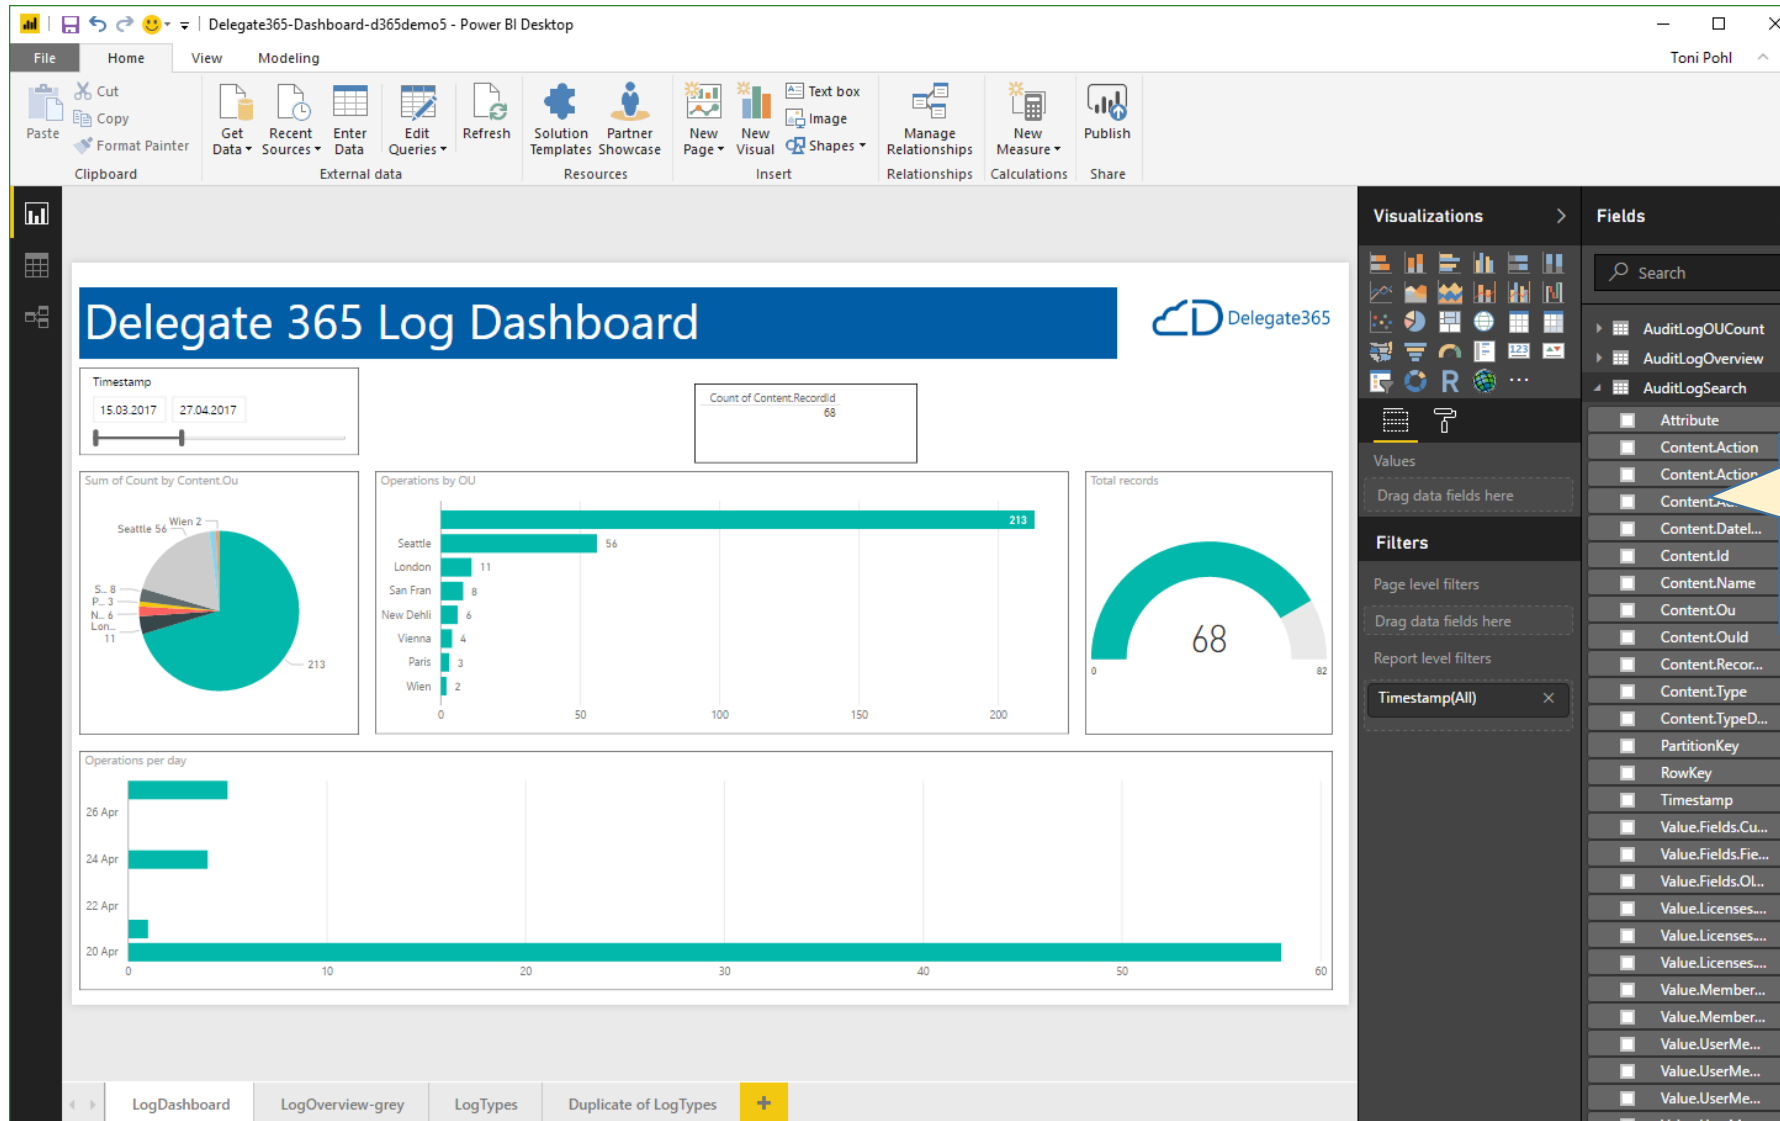 Delegate365-Dashboard-d365demo5 - Power BI Desktop
File Home View Modeling Toni Pohl
Paste
Cut
Copy
Format Painter
Clipboard
Get Data
Recent Sources
Enter Data
Edit Queries
Refresh
External data
Solution Templates
Partner Showcase
Resources
New Page
New Visual
Text box
Image
Shapes
Insert
Manage Relationships
Relationships
New Measure
Calculations
Publish
Share
Delegate 365 Log Dashboard
Delegate365
Timestamp
15.03.2017 27.04.2017
Count of Content.RecordId
68
Sum of Count by Content.Ou
Wien 2
Seattle 56
S... 8
P... 3
N... 6
Lon...
11
213
Operations by OU
213
Seattle 56
London 11
San Fran 8
New Dehli 6
Vienna 4
Paris 3
Wien 2
0 50 100 150 200
Total records
68
0 82
Operations per day
26 Apr
24 Apr
22 Apr
20 Apr
0 10 20 30 40 50 60
LogDashboard LogOverview-grey LogTypes Duplicate of LogTypes +
Visualizations
R
123
Values
Drag data fields here
Filters
Page level filters
Drag data fields here
Report level filters
Timestamp(All)
Fields
Search
AuditLogOUCount
AuditLogOverview
AuditLogSearch
Attribute
Content.Action
Content.Action
Content.DateI...
Content.Id
Content.Name
Content.Ou
Content.OuId
Content.Recor...
Content.Type
Content.TypeD...
PartitionKey
RowKey
Timestamp
Value.Fields.Cu...
Value.Fields.Fie...
Value.Fields.Ol...
Value.Licenses....
Value.Licenses....
Value.Licenses....
Value.Member...
Value.Member...
Value.UserMe...
Value.UserMe...
Value.UserMe...